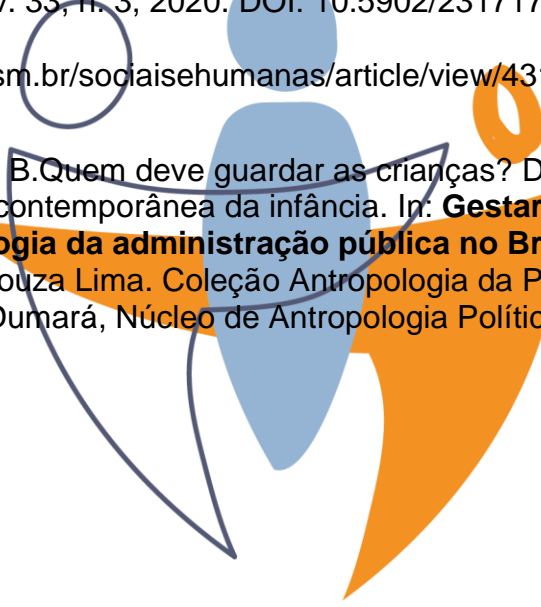 v. 33, n. 3, 2020. DOI: 10.5902/231717
sm.br/sociaisehumanas/article/view/431
B.Quem deve guardar as crianças? D
contemporânea da infância. In: Gestar
ogia da administração pública no Br
ouza Lima. Coleção Antropologia da P
Dumará, Núcleo de Antropologia Polític